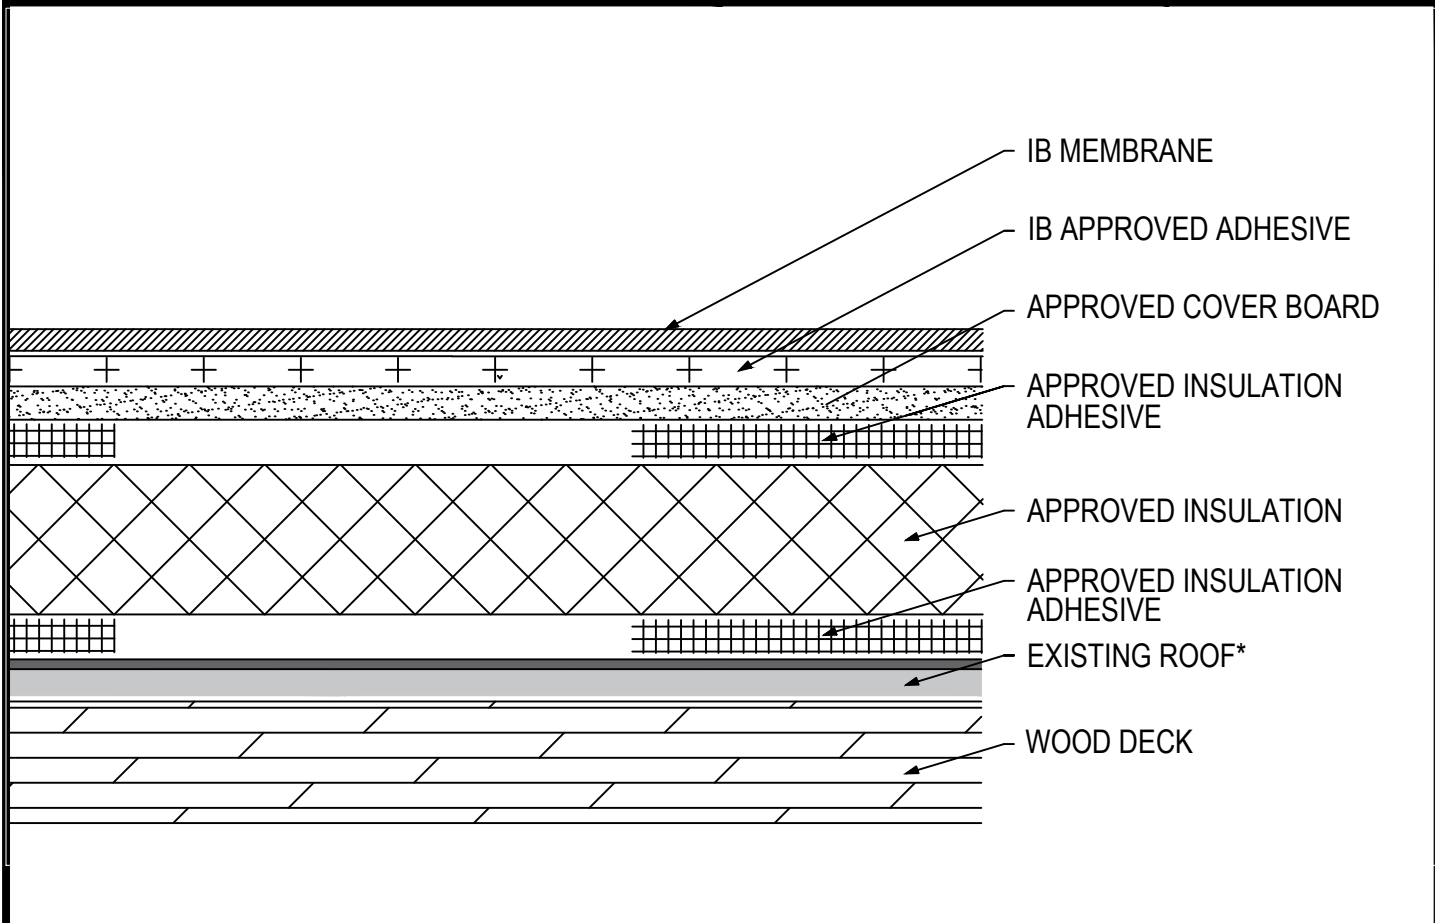 IB MEMBRANE
IB APPROVED ADHESIVE
APPROVED COVER BOARD
APPROVED INSULATION
ADHESIVE
APPROVED INSULATION
APPROVED INSULATION
ADHESIVE
EXISTING ROOF*
WOOD DECK